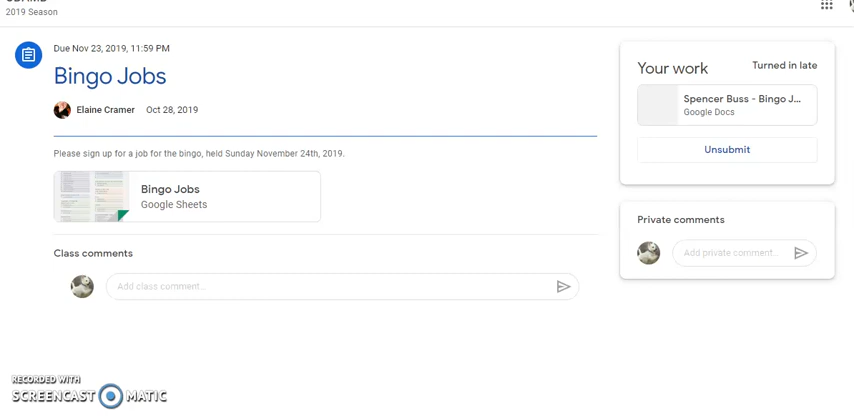 2019 Season
Due Nov 23, 2019, 11:59 PM
Bingo Jobs
Elaine Cramer Oct 28, 2019
Please sign up for a job for the bingo, held Sunday November 24th, 2019.
Bingo Jobs
Google Sheets
Class comments
Add class comment...
Your work Turned in late
Spencer Buss - Bingo J...
Google Docs
Unsubmit
Private comments
Add private comment...
RECORDED WITH
SCREENCAST MATIC